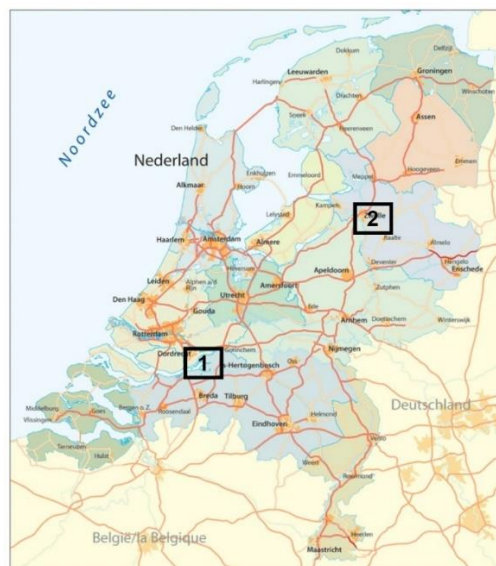 Noordzee
Dokkum
Delfzijl
Leeuwarden
Groningen
Harlingen
Drachten
Winschoten
Sneek
Assen
Den Helder
Heerenveen
Nederland
Emmen
Meppel
Hoogeveen
Enkhuizen
Emmeloord
Alkmaar
Hoorn
Kampen
2
lle
Lelystad
Haarlem
Amsterdam
Almere
Raalte
Almelo
Hilversum
Deventer
Hengelo
Apeldoorn
Enschede
Leiden
Alphen a/d
Rijn
Amersfoort
Zutphen
Den Haag
Utrecht
Gouda
Ede
Arnhem
Doetinchem
Winterswijk
Rotterdam
Dordrecht
1
Gorinchem
Nijmegen
Oss
Hertogenbosch
Breda
Tilburg
Middelburg
Goes
Bergen o. Z.
Roosendaal
Deutschland
Vlissingen
Helmond
Eindhoven
Terneuzen
Hulst
Venlo
Weert
Roermond
België/la Belgique
Heerlen
Maastricht